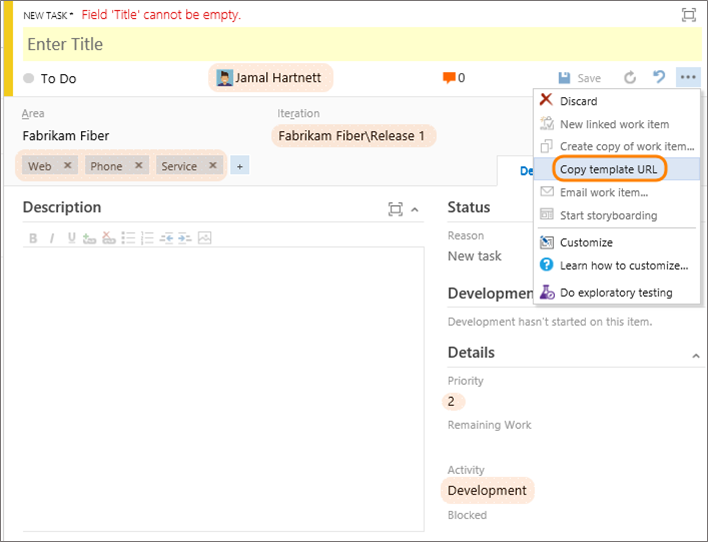 NEW TASK * Field 'Title' cannot be empty.
Enter Title
To Do Jamal Hartnett 0 Save
Discard
New linked work item
Create copy of work item...
Copy template URL
Email work item...
Start storyboarding
Customize
Learn how to customize...
Do exploratory testing
Area Iteration
Fabrikam Fiber Fabrikam Fiber\Release 1
Web × Phone × Service × +
Description
B I U
Status
Reason
New task
Development hasn't started on this item.
Details
Priority
2
Remaining Work
Activity
Development
Blocked